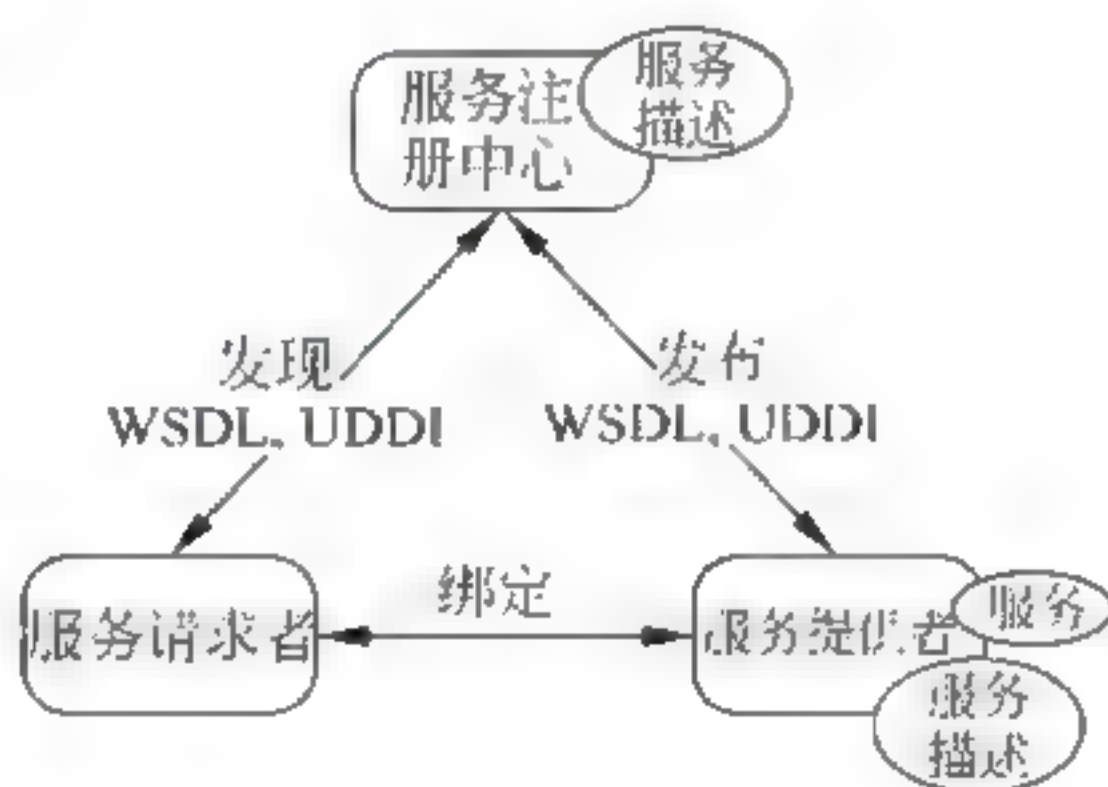 服务注
册中心
服务
描述
发现
WSDL, UDDI
发布
WSDL, UDDI
服务请求者
绑定
服务提供者
服务
服务
描述